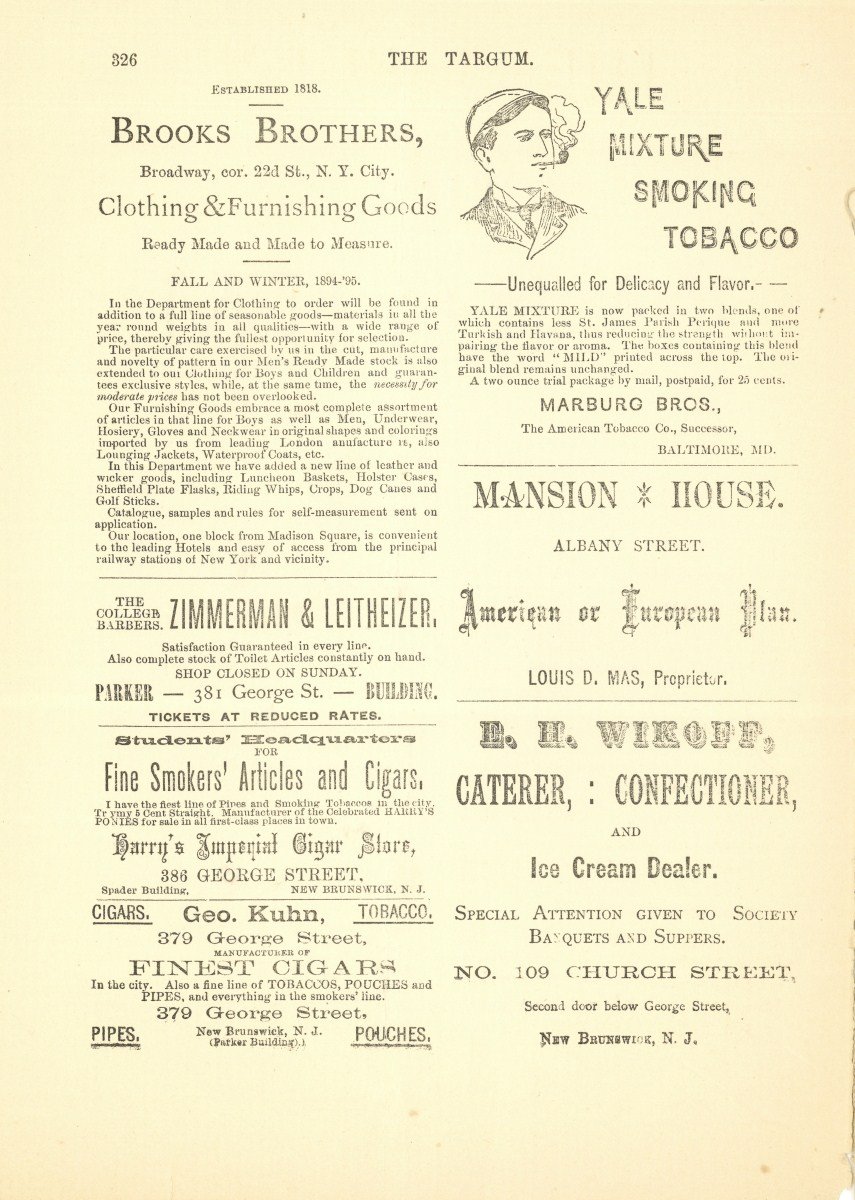 326
THE TARGUM.
ESTABLISHED 1818.
BROOKS BROTHERS,
Broadway, cor. 22d St., N. Y. City.
Clothing & Furnishing Goods
Ready Made and Made to Measure.
FALL AND WINTER, 1894-'95.
In the Department for Clothing to order will be found in
addition to a full line of seasonable goods—materials in all the
year round weights in all qualities—with a wide range of
price, thereby giving the fullest opportunity for selection.
The particular care exercised by us in the cut, manufacture
and novelty of pattern in our Men's Ready Made stock is also
extended to our Clothing for Boys and Children and guaran-
tees exclusive styles, while, at the same time, the necessity for
moderate prices has not been overlooked.
Our Furnishing Goods embrace a most complete assortment
of articles in that line for Boys as well as Men, Underwear,
Hosiery, Gloves and Neckwear in original shapes and colorings
imported by us from leading London anufacture rs, also
Lounging Jackets, Waterproof Coats, etc.
In this Department we have added a new line of leather and
wicker goods, including Luncheon Baskets, Holster Cases,
Sheffield Plate Flasks, Riding Whips, Crops, Dog Canes and
Golf Sticks.
Catalogue, samples and rules for self-measurement sent on
application.
Our location, one block from Madison Square, is convenient
to the leading Hotels and easy of access from the principal
railway stations of New York and vicinity.
THE
COLLEGE
BARBERS.
ZIMMERMAN & LEITHEIZER,
Satisfaction Guaranteed in every line.
Also complete stock of Toilet Articles constantly on hand.
SHOP CLOSED ON SUNDAY.
PARKER — 381 George St. — BUILDING.
TICKETS AT REDUCED RATES.
Students' Headquarters
FOR
Fine Smokers' Articles and Cigars,
I have the fiest line of Pipes and Smoking Tobaccos in the city.
Tr ymy 5 Cent Straight. Manufacturer of the Celebrated HARRY'S
PONIES for sale in all first-class places in town.
Harry's Imperial Cigar Store,
386 GEORGE STREET,
Spader Building, NEW BRUNSWICK, N. J.
CIGARS. Geo. Kuhn, TOBACCO.
379 George Street,
MANUFACTURER OF
FINEST CIGARS
In the city. Also a fine line of TOBACCOS, POUCHES and
PIPES, and everything in the smokers' line.
379 George Street,
PIPES. New Brunswick, N. J. POUCHES.
(Parker Building).)
YALE
MIXTURE
SMOKING
TOBACCO
——Unequalled for Delicacy and Flavor.- —
YALE MIXTURE is now packed in two blends, one of
which contains less St. James Parish Perique and more
Turkish and Havana, thus reducing the strength without im-
pairing the flavor or aroma. The boxes containing this blend
have the word "MILD" printed across the top. The ori-
ginal blend remains unchanged.
A two ounce trial package by mail, postpaid, for 25 cents.
MARBURG BROS.,
The American Tobacco Co., Successor,
BALTIMORE, MD.
MANSION * HOUSE.
ALBANY STREET.
American or European Plan.
LOUIS D. MAS, Proprietor.
E. H. WIKOFF,
CATERER, : CONFECTIONER,
AND
Ice Cream Dealer.
SPECIAL ATTENTION GIVEN TO SOCIETY
BANQUETS AND SUPPERS.
NO. 109 CHURCH STREET,
Second door below George Street,
NEW BRUNSWICK, N. J.